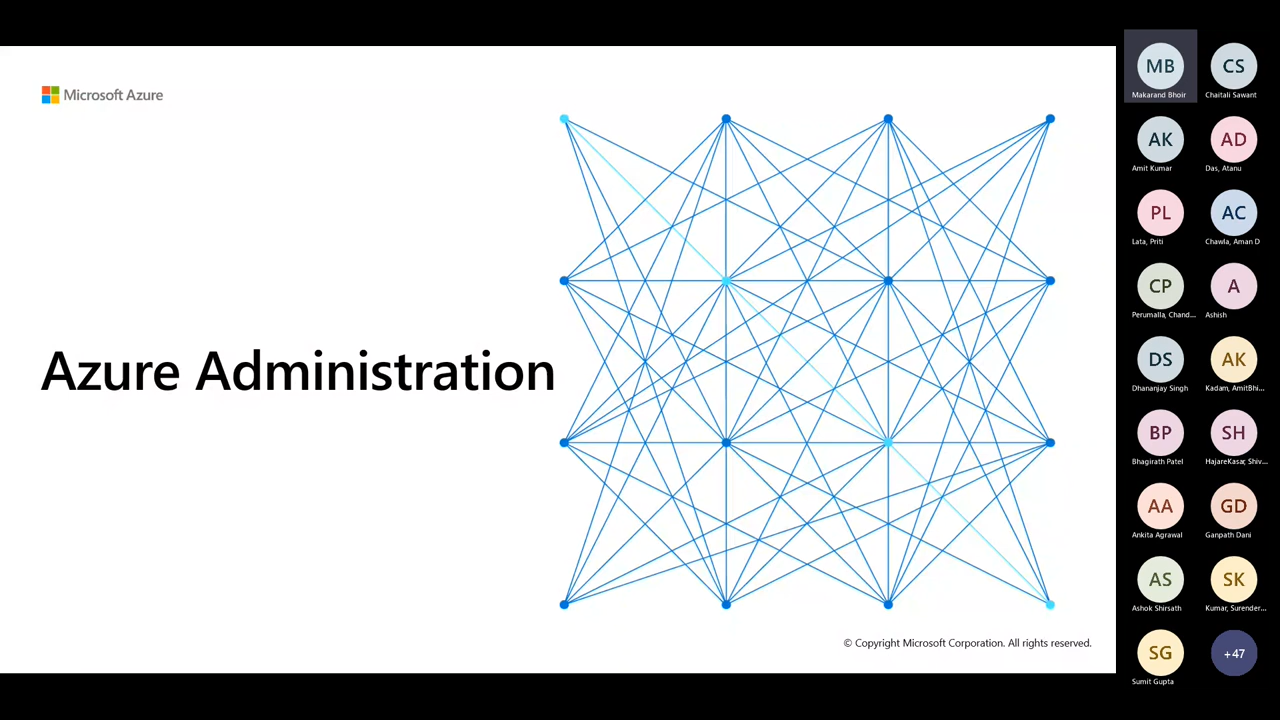 Microsoft Azure
Azure Administration
© Copyright Microsoft Corporation. All rights reserved.
MB
Makarand Bhoir
CS
Chaitali Sawant
AK
Amit Kumar
AD
Das, Atanu
PL
Lata, Priti
AC
Chawla, Aman D
CP
Perumalla, Chand...
A
Ashish
DS
Dhananjay Singh
AK
Kadam, AmitBhi...
BP
Bhagirath Patel
SH
HajareKasar, Shiv...
AA
Ankita Agrawal
GD
Ganpath Dani
AS
Ashok Shirsath
SK
Kumar, Surender...
SG
Sumit Gupta
+47